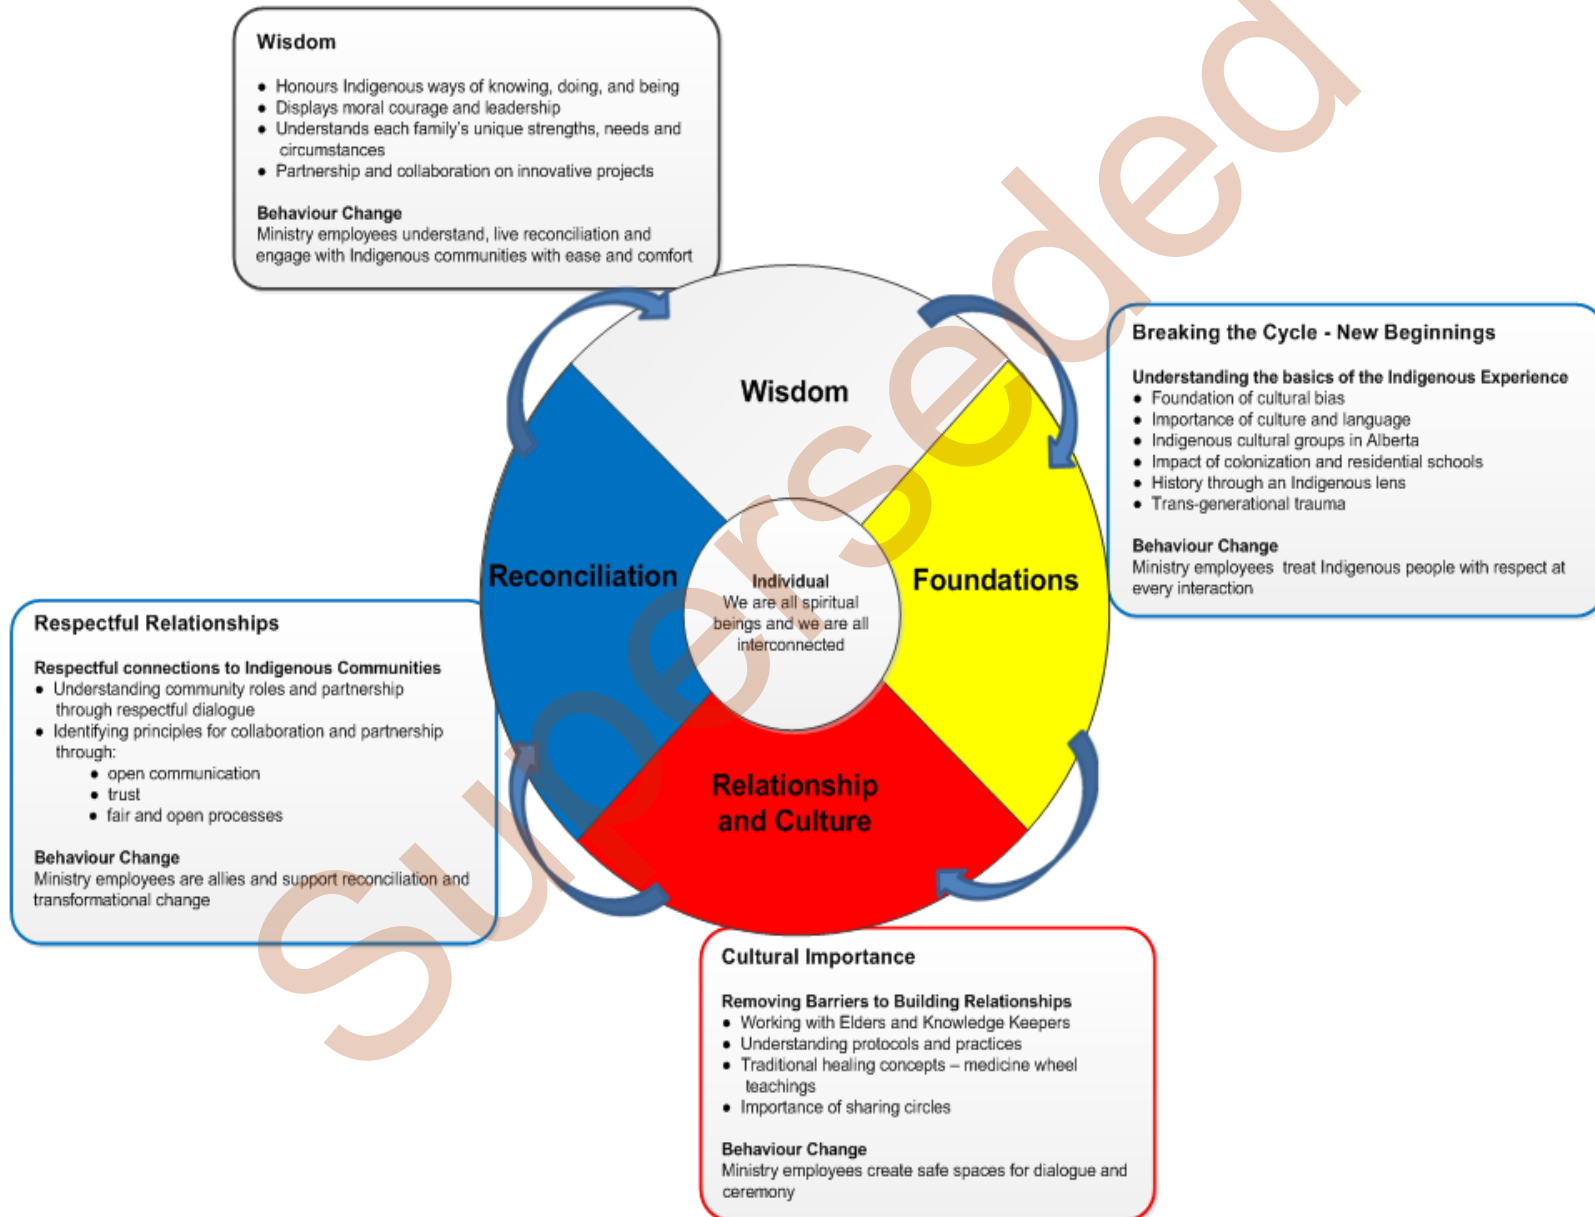 Wisdom
● Honours Indigenous ways of knowing, doing, and being
● Displays moral courage and leadership
● Understands each family's unique strengths, needs and
circumstances
● Partnership and collaboration on innovative projects
Behaviour Change
Ministry employees understand, live reconciliation and
engage with Indigenous communities with ease and comfort
Breaking the Cycle - New Beginnings
Understanding the basics of the Indigenous Experience
● Foundation of cultural bias
● Importance of culture and language
● Indigenous cultural groups in Alberta
● Impact of colonization and residential schools
● History through an Indigenous lens
● Trans-generational trauma
Behaviour Change
Ministry employees treat Indigenous people with respect at
every interaction
Wisdom
Reconciliation
Individual
We are all spiritual
beings and we are all
interconnected
Foundations
Relationship
and Culture
Respectful Relationships
Respectful connections to Indigenous Communities
● Understanding community roles and partnership
through respectful dialogue
● Identifying principles for collaboration and partnership
through:
● open communication
● trust
● fair and open processes
Behaviour Change
Ministry employees are allies and support reconciliation and
transformational change
Cultural Importance
Removing Barriers to Building Relationships
● Working with Elders and Knowledge Keepers
● Understanding protocols and practices
● Traditional healing concepts – medicine wheel
teachings
● Importance of sharing circles
Behaviour Change
Ministry employees create safe spaces for dialogue and
ceremony
Superseded